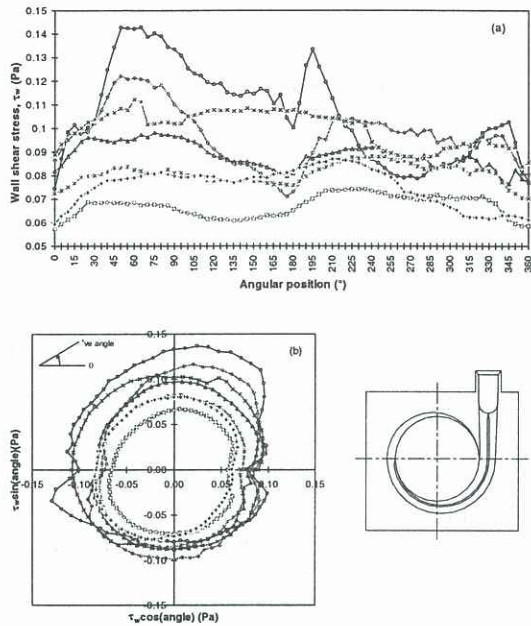 0.15
0.14
0.13
0.12
0.11
0.1
0.09
0.08
0.07
0.06
0.05
Wall shear stress, τw (Pa)
(a)
0 15 30 45 60 75 90 105 120 135 150 165 180 195 210 225 240 255 270 285 300 315 330 345 360
Angular position (°)
0.15
(b)
+ve angle
0
0.10
0.05
0.00
-0.15 -0.10 -0.05 0.00 0.05 0.10 0.15
-0.05
-0.10
-0.15
τwsin(angle)(Pa)
τwcos(angle) (Pa)